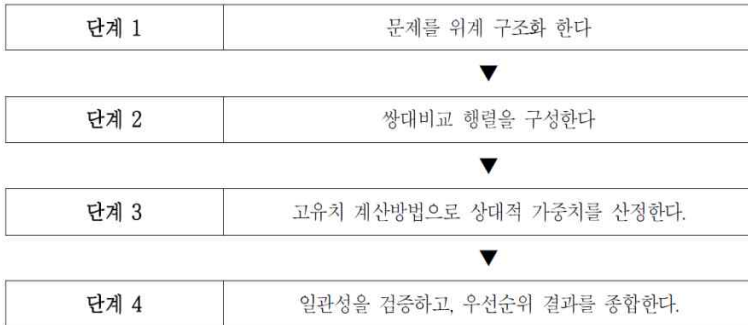 단계 1 문제를 위계 구조화 한다
▼
단계 2 쌍대비교 행렬을 구성한다
▼
단계 3 고유치 계산방법으로 상대적 가중치를 산정한다.
▼
단계 4 일관성을 검증하고, 우선순위 결과를 종합한다.